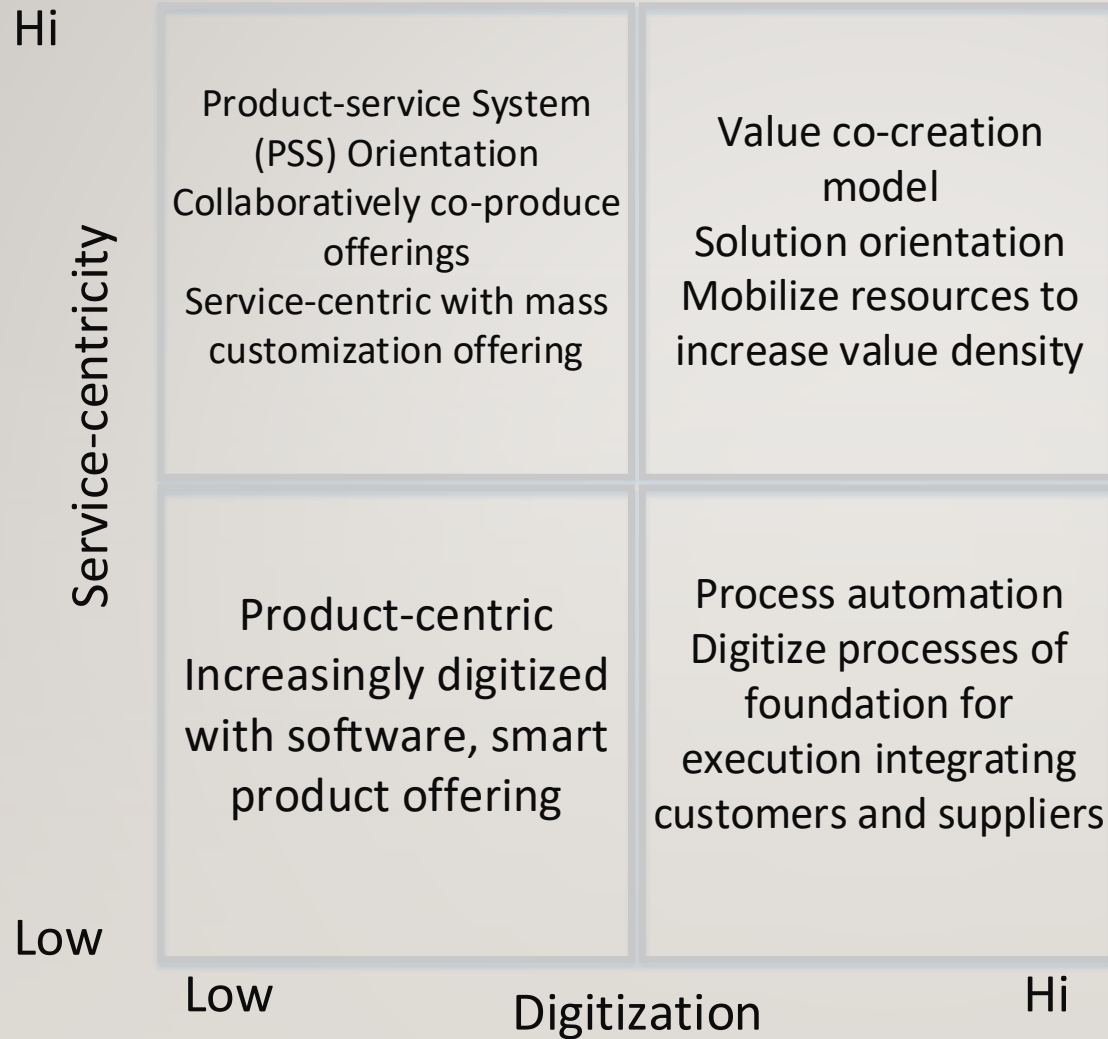 Hi
Product-service System
(PSS) Orientation
Collaboratively co-produce
offerings
Service-centric with mass
customization offering
Value co-creation
model
Solution orientation
Mobilize resources to
increase value density
Service-centricity
Product-centric
Increasingly digitized
with software, smart
product offering
Process automation
Digitize processes of
foundation for
execution integrating
customers and suppliers
Low
Low
Digitization
Hi